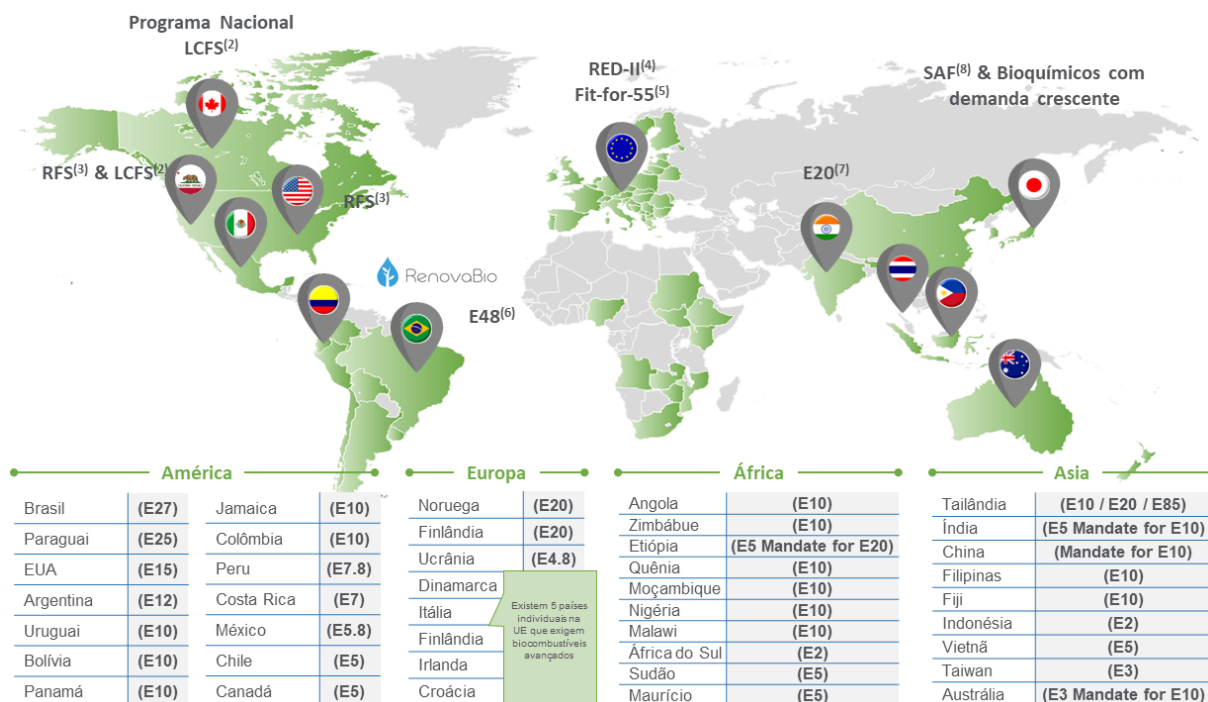 Programa Nacional
LCFS(2)
RED-II(4)
Fit-for-55(5)
SAF(8) & Bioquímicos com
demanda crescente
RFS(3) & LCFS(2)
RFS(3)
E20(7)
RenovaBio
E48(6)
América
Brasil (E27) Jamaica (E10)
Paraguai (E25) Colômbia (E10)
EUA (E15) Peru (E7.8)
Argentina (E12) Costa Rica (E7)
Uruguai (E10) México (E5.8)
Bolívia (E10) Chile (E5)
Panamá (E10) Canadá (E5)
Europa
Noruega (E20)
Finlândia (E20)
Ucrânia (E4.8)
Dinamarca
Itália
Finlândia
Irlanda
Croácia
Existem 5 países
individuais na
UE que exigem
biocombustíveis
avançados
África
Angola (E10)
Zimbábue (E10)
Etiópia (E5 Mandate for E20)
Quênia (E10)
Moçambique (E10)
Nigéria (E10)
Malawi (E10)
África do Sul (E2)
Sudão (E5)
Maurício (E5)
Asia
Tailândia (E10 / E20 / E85)
Índia (E5 Mandate for E10)
China (Mandate for E10)
Filipinas (E10)
Fiji (E10)
Indonésia (E2)
Vietnã (E5)
Taiwan (E3)
Austrália (E3 Mandate for E10)